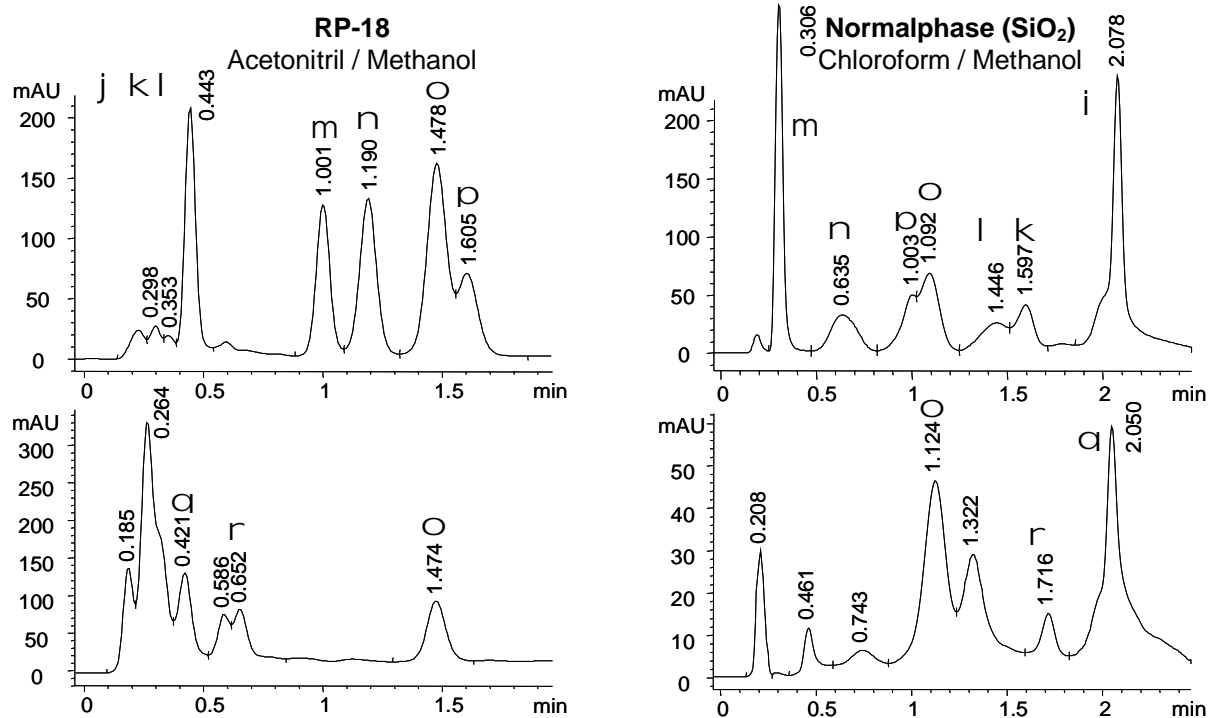 RP-18
Acetonitril / Methanol
mAU
j k l 0.443 m n o p
200
150
100
50
0
0.298
0.353
1.001
1.190
1.478
1.605
0 0.5 1 1.5 min
Normalphase (SiO₂)
Chloroform / Methanol
mAU
0.306
m
n
p
o
l
k
i
2.078
200
150
100
50
0
0.635
1.003
1.092
1.446
1.597
0 0.5 1 1.5 2 min
mAU
300
250
200
150
100
50
0
0.185
0.264
q
0.421
r
0.586
0.652
o
1.474
0 0.5 1 1.5 min
mAU
50
40
30
20
10
0
0.208
0.461
0.743
o
1.124
1.322
r
1.716
q
2.050
0 0.5 1 1.5 2 min